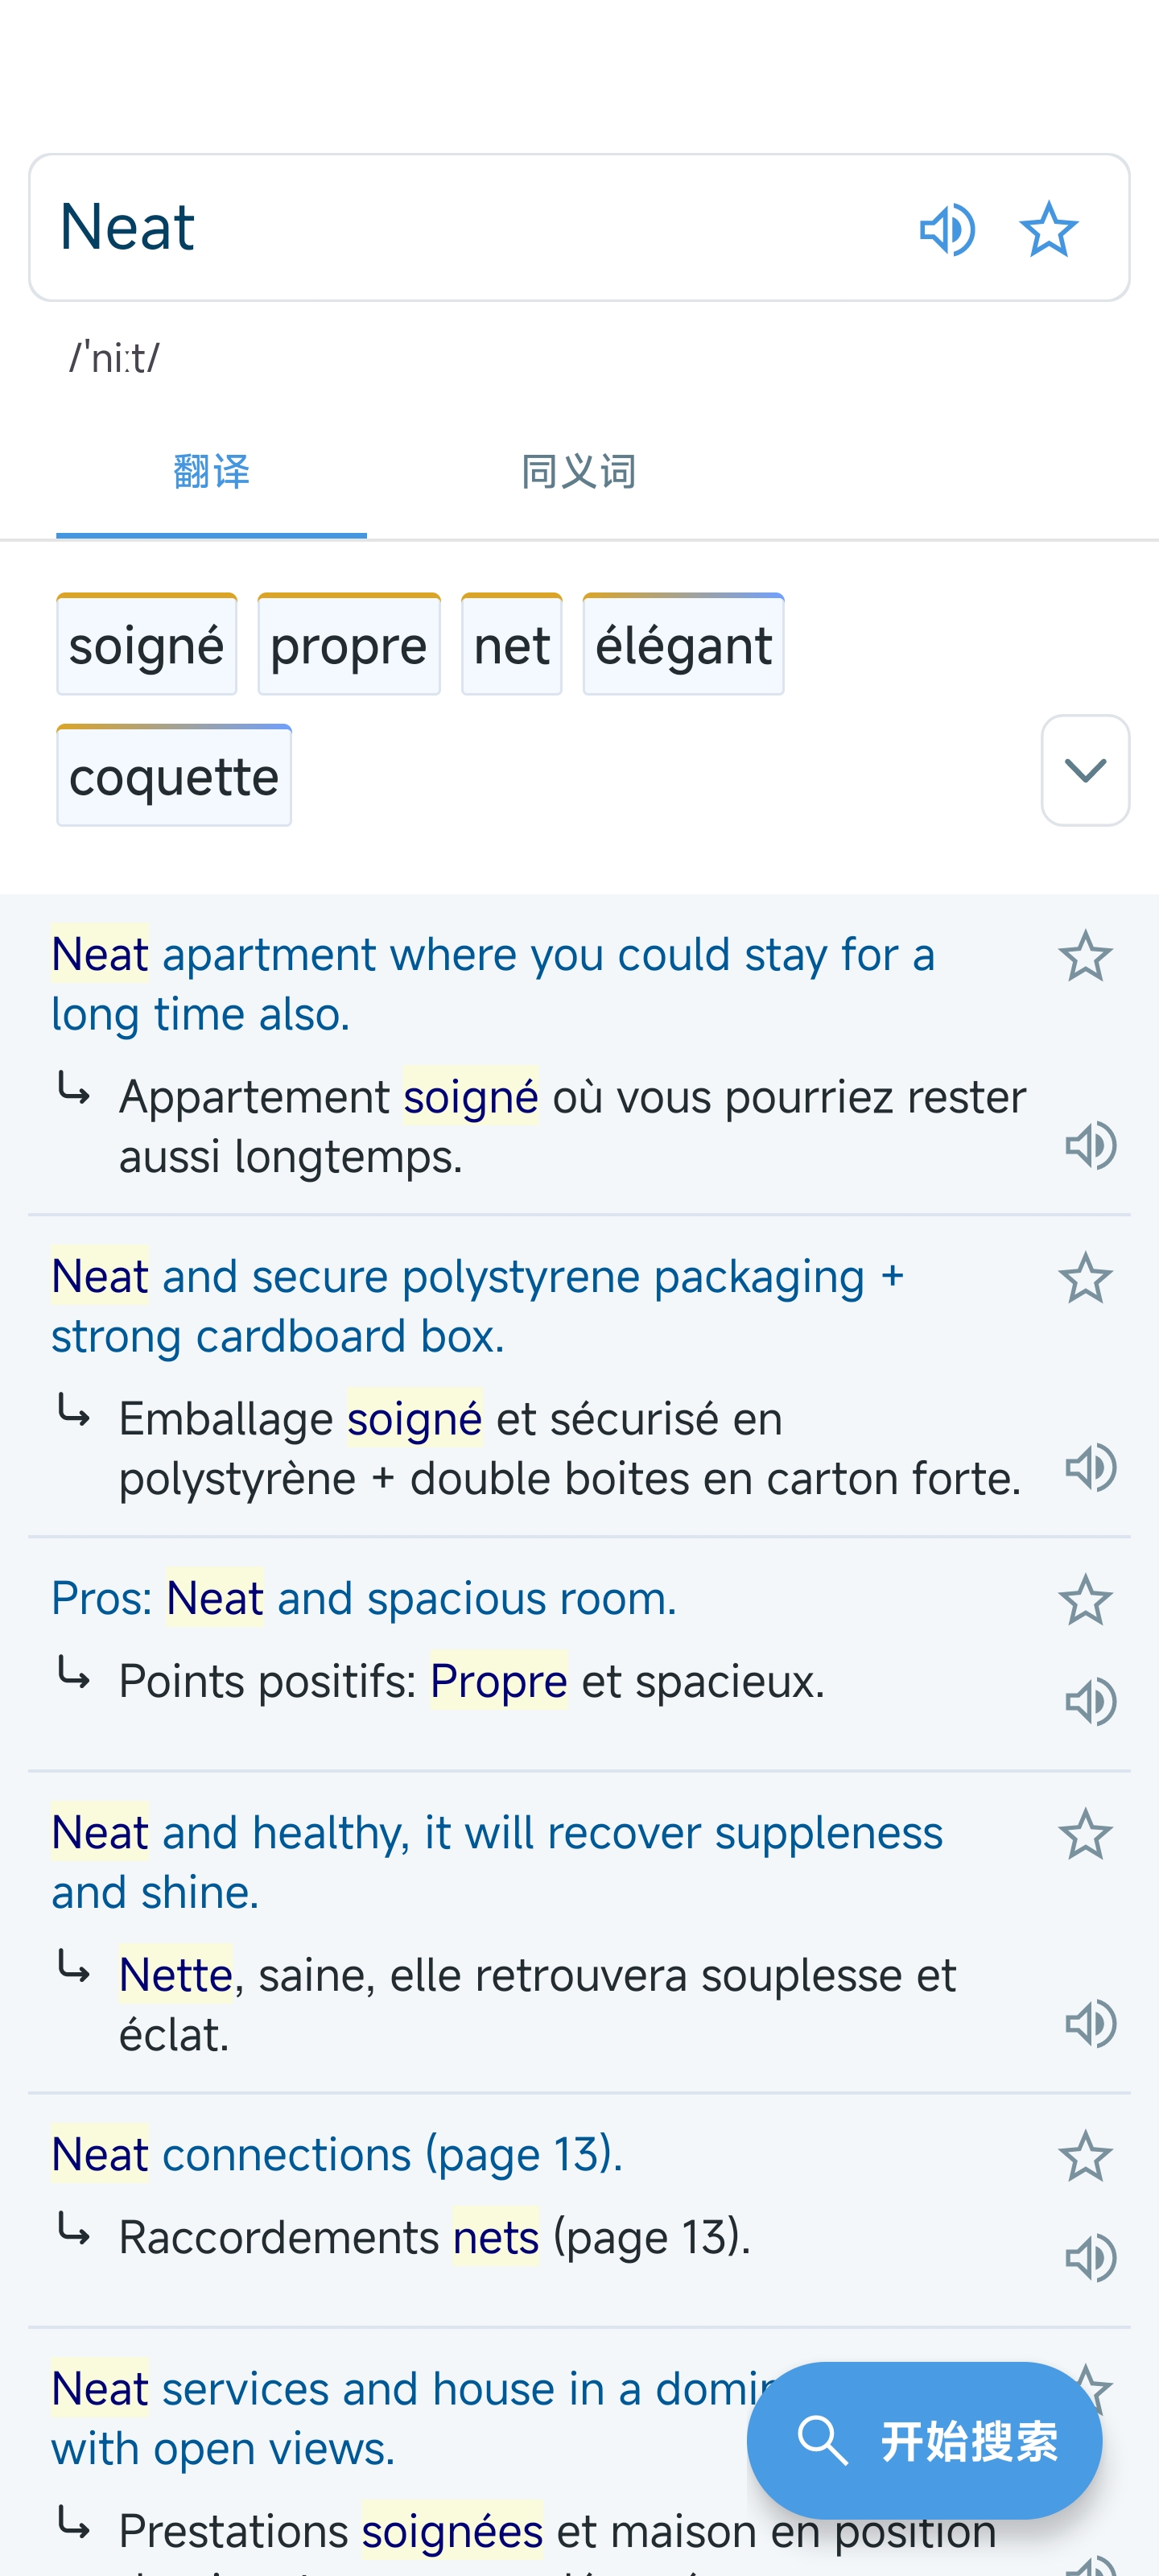 Neat
/'ni:t/
翻译 同义词
soigné propre net élégant
coquette
Neat apartment where you could stay for a
long time also.
Appartement soigné où vous pourriez rester
aussi longtemps.
Neat and secure polystyrene packaging +
strong cardboard box.
Emballage soigné et sécurisé en
polystyrène + double boites en carton forte.
Pros: Neat and spacious room.
Points positifs: Propre et spacieux.
Neat and healthy, it will recover suppleness
and shine.
Nette, saine, elle retrouvera souplesse et
éclat.
Neat connections (page 13).
Raccordements nets (page 13).
Neat services and house in a
with open views.
开始搜索
Prestations soignées et maison en position